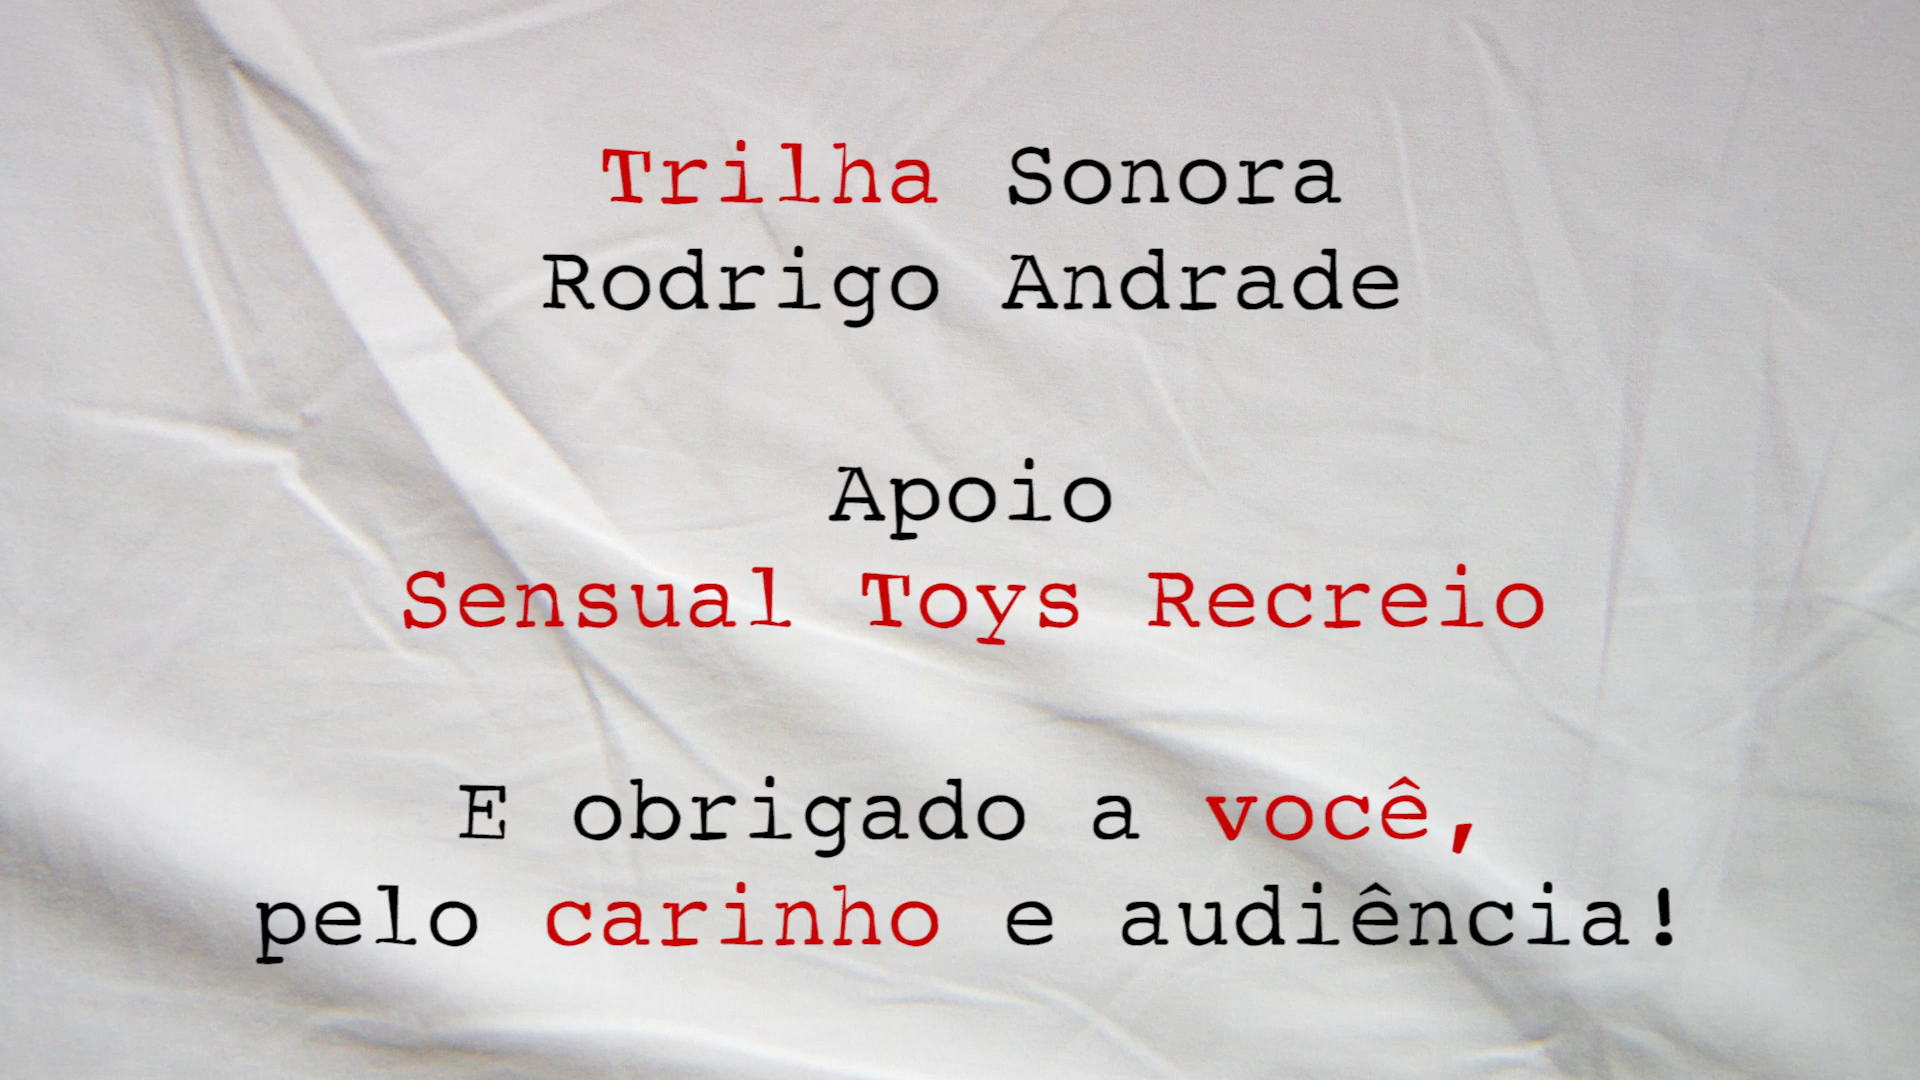 Trilha Sonora
Rodrigo Andrade
Apoio
Sensual Toys Recreio
E obrigado a você,
pelo carinho e audiência!